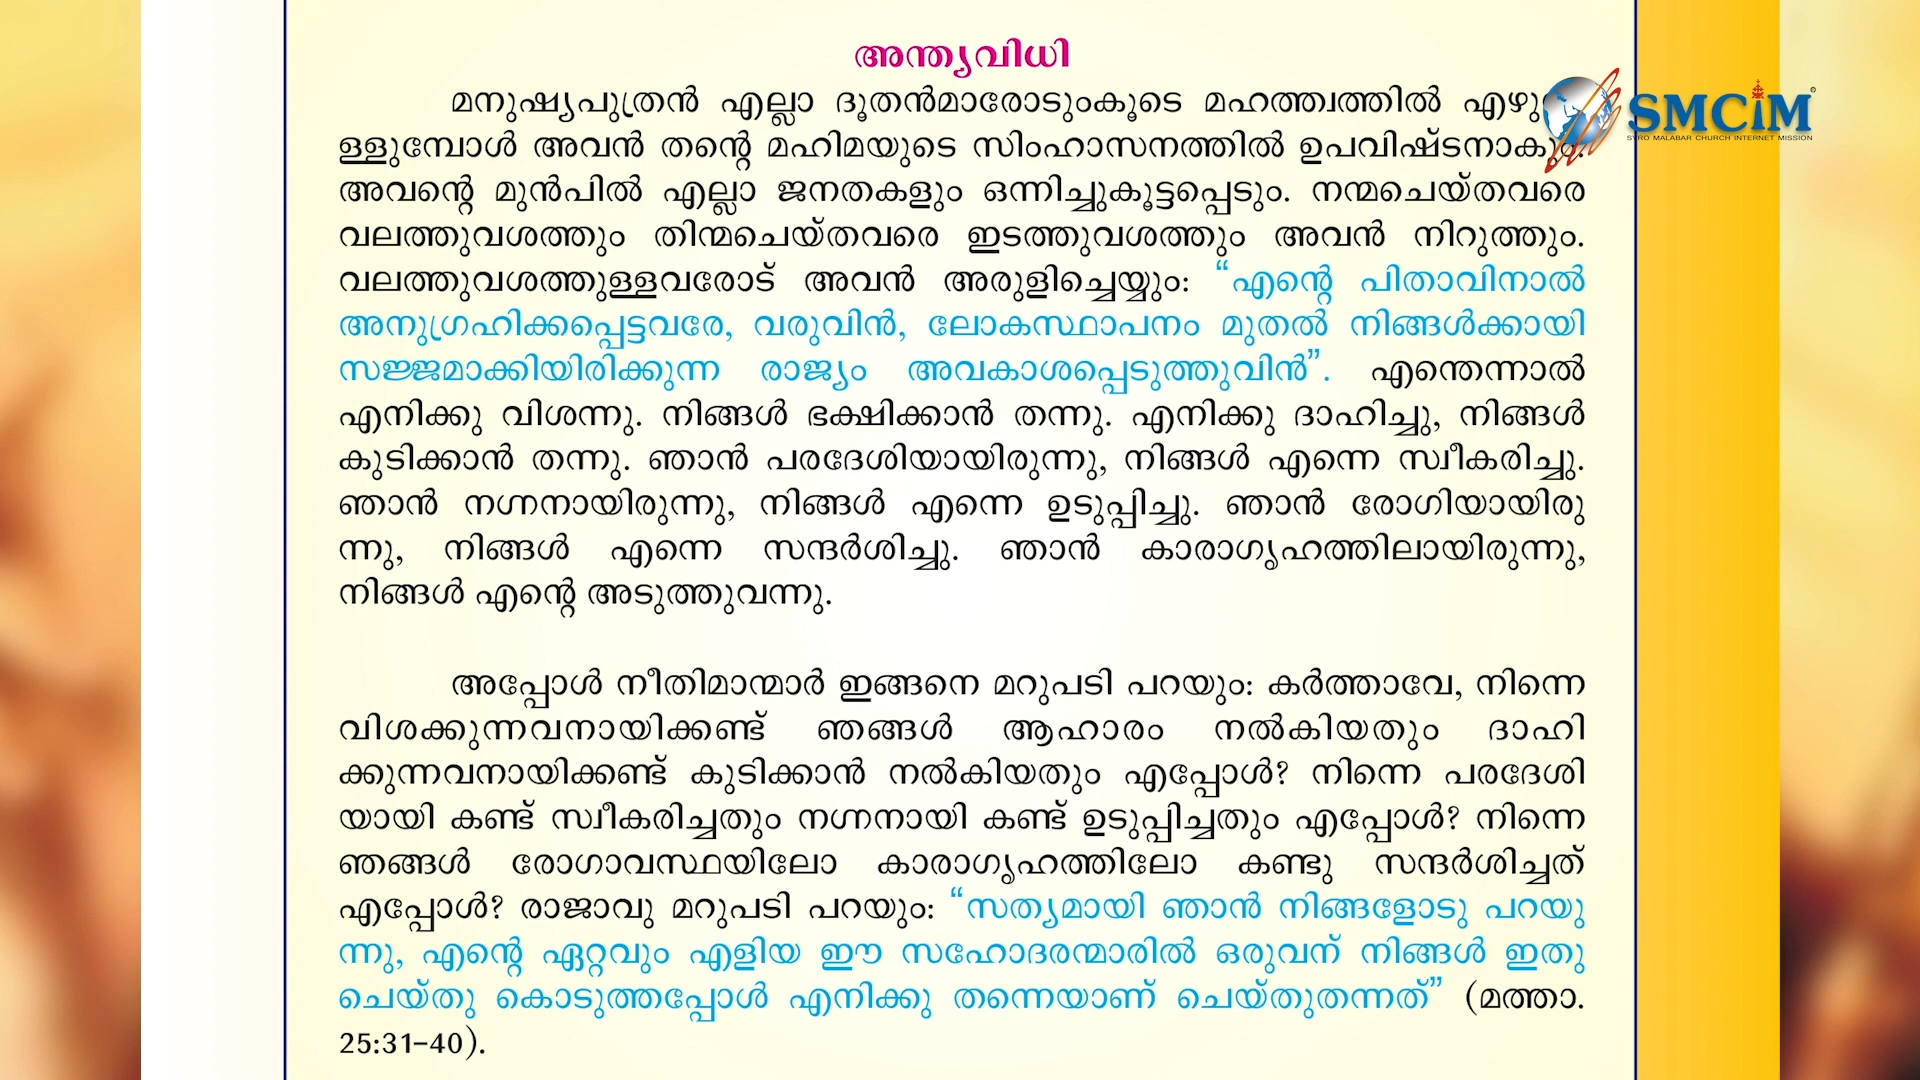 അന്ത്യവിധി
മനുഷ്യപുത്രൻ എല്ലാ ദൂതൻമാരോടുംകൂടെ മഹത്ത്വത്തിൽ എഴു
ള്ളുമ്പോൾ അവൻ തന്റെ മഹിമയുടെ സിംഹാസനത്തിൽ ഉപവിഷ്ടനാകും.
അവന്റെ മുൻപിൽ എല്ലാ ജനതകളും ഒന്നിച്ചുകൂട്ടപ്പെടും. നന്മചെയ്തവരെ
വലത്തുവശത്തും തിന്മചെയ്തവരെ ഇടത്തുവശത്തും അവൻ നിറുത്തും.
വലത്തുവശത്തുള്ളവരോട് അവൻ അരുളിച്ചെയ്യും: “എന്റെ പിതാവിനാൽ
അനുഗ്രഹിക്കപ്പെട്ടവരേ, വരുവിൻ, ലോകസ്ഥാപനം മുതൽ നിങ്ങൾക്കായി
സജ്ജമാക്കിയിരിക്കുന്ന രാജ്യം അവകാശപ്പെടുത്തുവിൻ”. എന്തെന്നാൽ
എനിക്കു വിശന്നു. നിങ്ങൾ ഭക്ഷിക്കാൻ തന്നു. എനിക്കു ദാഹിച്ചു, നിങ്ങൾ
കുടിക്കാൻ തന്നു. ഞാൻ പരദേശിയായിരുന്നു, നിങ്ങൾ എന്നെ സ്വീകരിച്ചു.
ഞാൻ നഗ്നനായിരുന്നു, നിങ്ങൾ എന്നെ ഉടുപ്പിച്ചു. ഞാൻ രോഗിയായിരു
ന്നു, നിങ്ങൾ എന്നെ സന്ദർശിച്ചു. ഞാൻ കാരാഗൃഹത്തിലായിരുന്നു,
നിങ്ങൾ എന്റെ അടുത്തുവന്നു.
അപ്പോൾ നീതിമാന്മാർ ഇങ്ങനെ മറുപടി പറയും: കർത്താവേ, നിന്നെ
വിശക്കുന്നവനായിക്കണ്ട് ഞങ്ങൾ ആഹാരം നൽകിയതും ദാഹി
ക്കുന്നവനായിക്കണ്ട് കുടിക്കാൻ നൽകിയതും എപ്പോൾ? നിന്നെ പരദേശി
യായി കണ്ട് സ്വീകരിച്ചതും നഗ്നനായി കണ്ട് ഉടുപ്പിച്ചതും എപ്പോൾ? നിന്നെ
ഞങ്ങൾ രോഗാവസ്ഥയിലോ കാരാഗൃഹത്തിലോ കണ്ടു സന്ദർശിച്ചത്
എപ്പോൾ? രാജാവു മറുപടി പറയും: “സത്യമായി ഞാൻ നിങ്ങളോടു പറയു
ന്നു, എന്റെ ഏറ്റവും എളിയ ഈ സഹോദരന്മാരിൽ ഒരുവന് നിങ്ങൾ ഇതു
ചെയ്തു കൊടുത്തപ്പോൾ എനിക്കു തന്നെയാണ് ചെയ്തുതന്നത്” (മത്താ.
25:31-40).
SMCIM
SYRO MALABAR CHURCH INTERNET MISSION